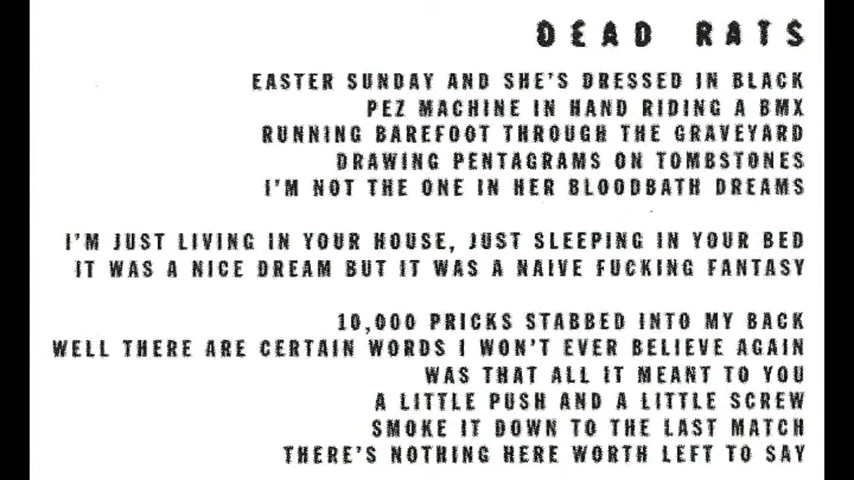 DEAD RATS
EASTER SUNDAY AND SHE'S DRESSED IN BLACK
PEZ MACHINE IN HAND RIDING A BMX
RUNNING BAREFOOT THROUGH THE GRAVEYARD
DRAWING PENTAGRAMS ON TOMBSTONES
I'M NOT THE ONE IN HER BLOODBATH DREAMS
I'M JUST LIVING IN YOUR HOUSE, JUST SLEEPING IN YOUR BED
IT WAS A NICE DREAM BUT IT WAS A NAIVE FUCKING FANTASY
10,000 PRICKS STABBED INTO MY BACK
WELL THERE ARE CERTAIN WORDS I WON'T EVER BELIEVE AGAIN
WAS THAT ALL IT MEANT TO YOU
A LITTLE PUSH AND A LITTLE SCREW
SMOKE IT DOWN TO THE LAST MATCH
THERE'S NOTHING HERE WORTH LEFT TO SAY